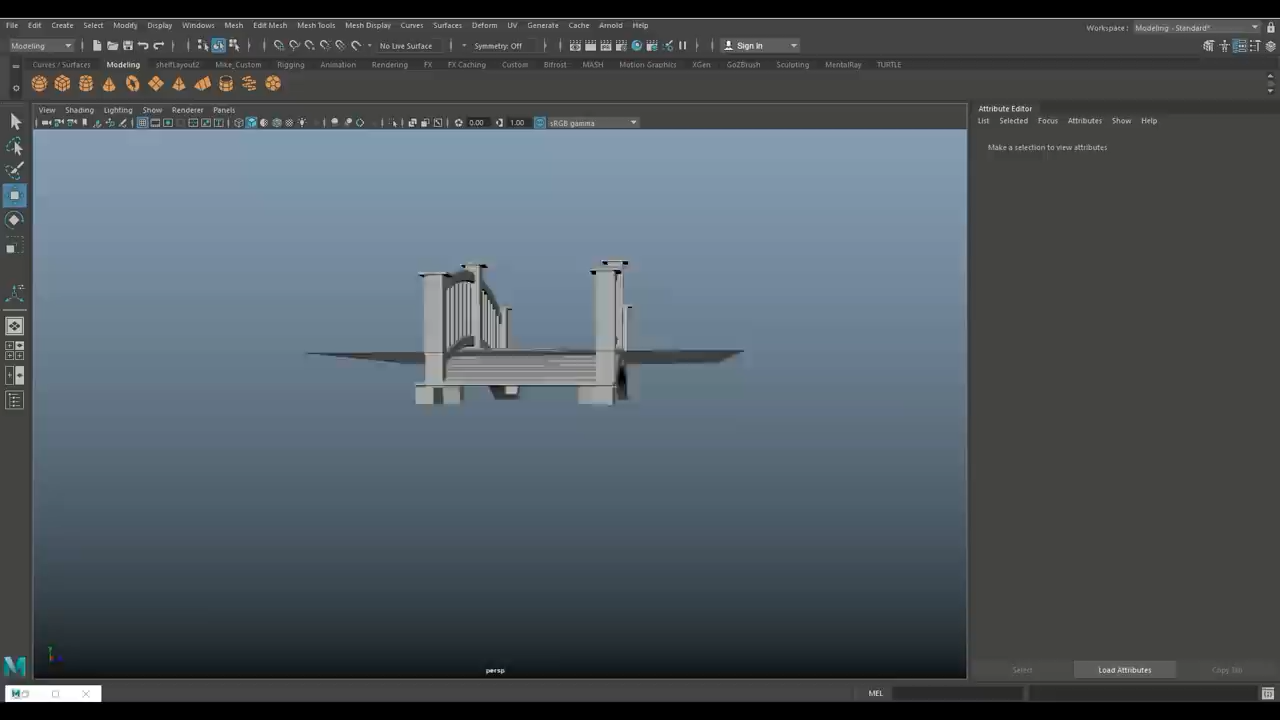 File Edit Create Select Modify Display Windows Mesh Edit Mesh Mesh Tools Mesh Display Curves Surfaces Deform UV Generate Cache Arnold Help
Workspace: Modeling - Standard*
Modeling No Live Surface Symmetry: Off Sign In
Curves / Surfaces Modeling shelfLayout2 Mike_Custom Rigging Animation Rendering FX FX Caching Custom Bifrost MASH Motion Graphics XGen GoZBrush Sculpting MentalRay TURTLE
View Shading Lighting Show Renderer Panels
0.00 1.00 sRGB gamma
Attribute Editor
List Selected Focus Attributes Show Help
Make a selection to view attributes
persp
Select Load Attributes Copy Tab
MEL